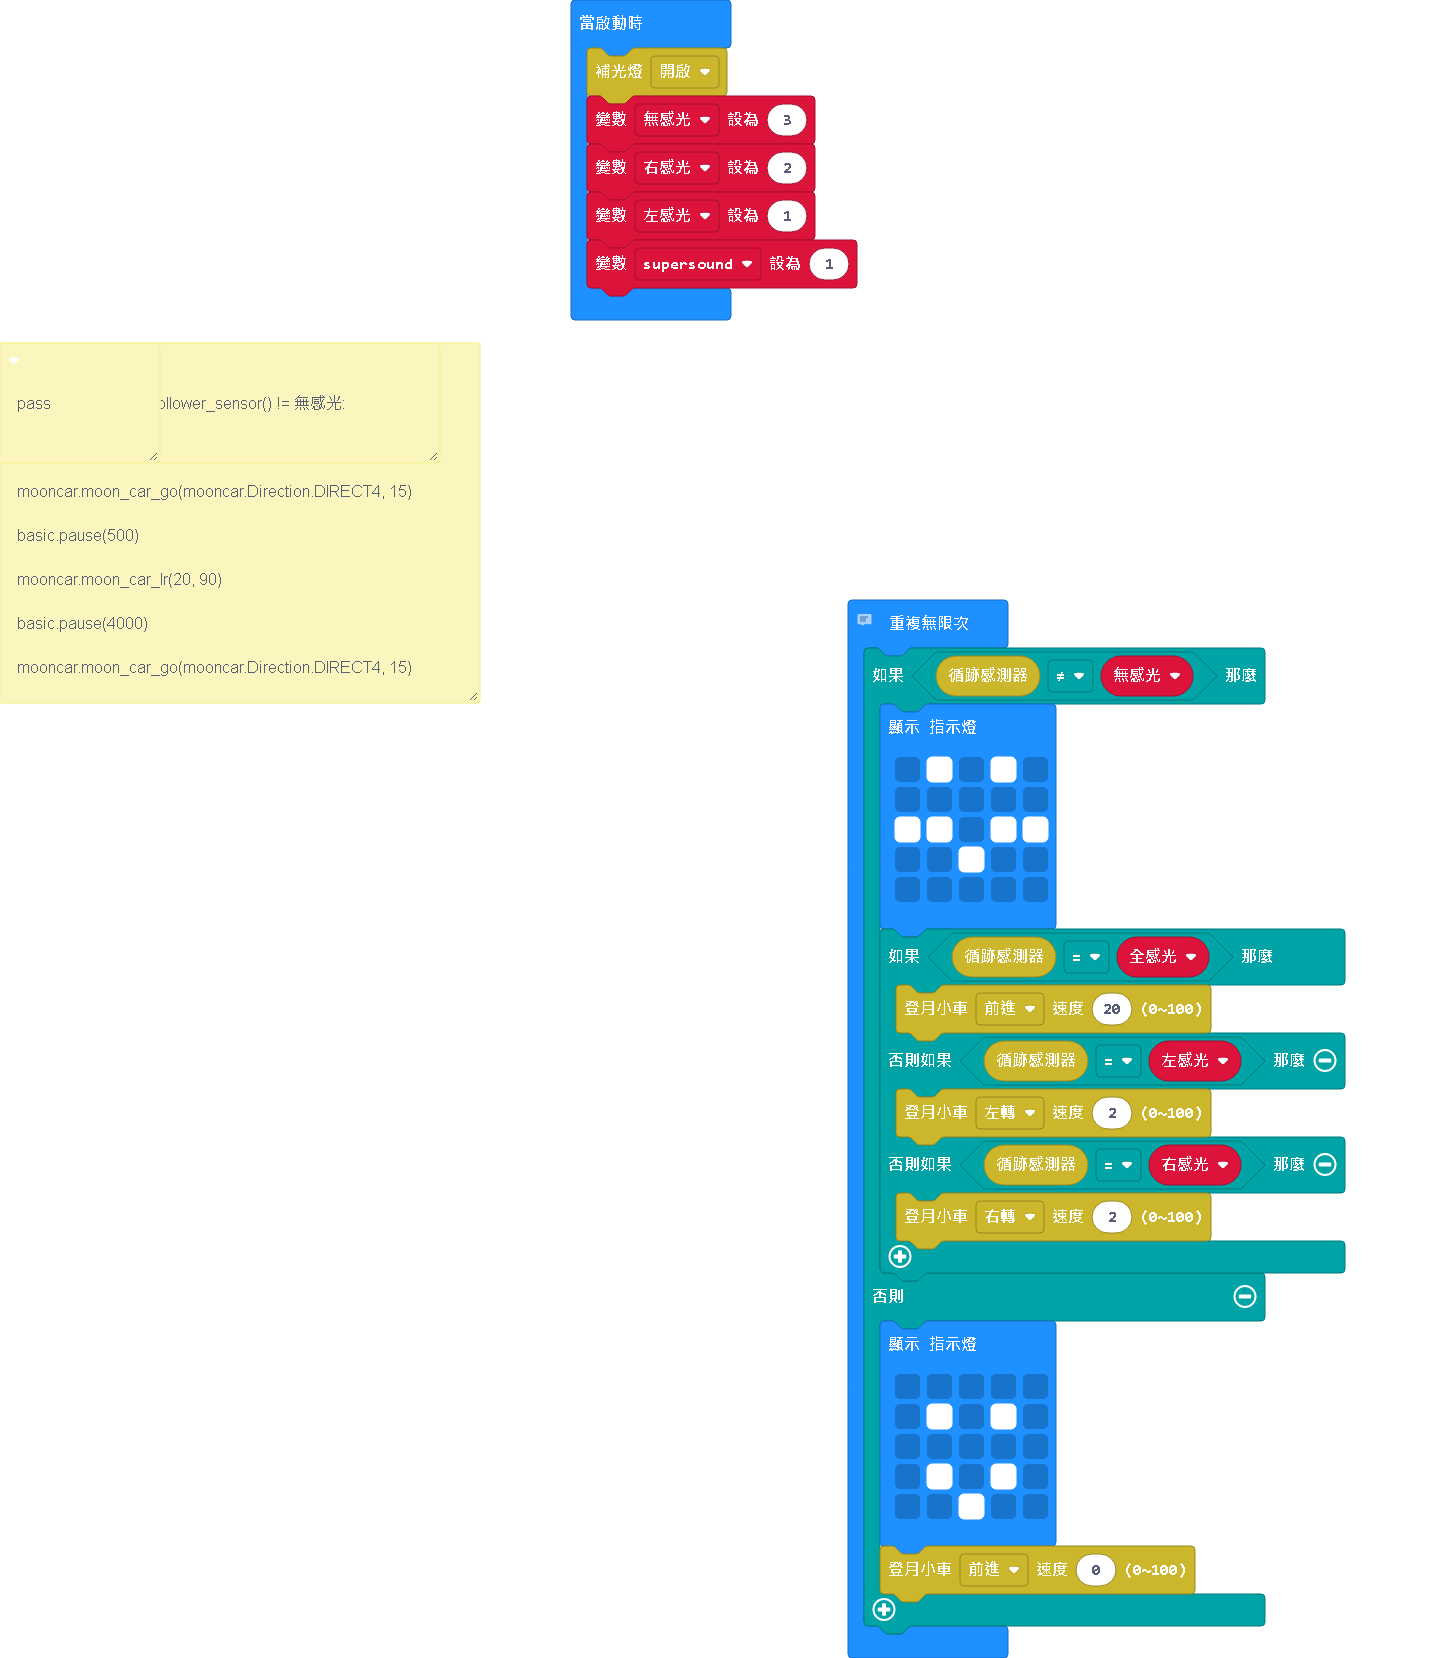 當啟動時
補光燈 開啟
變數 無感光 設為 3
變數 右感光 設為 2
變數 左感光 設為 1
變數 supersound 設為 1
pass
ollower_sensor() != 無感光:
mooncar.moon_car_go(mooncar.Direction.DIRECT4, 15)
basic.pause(500)
mooncar.moon_car_lr(20, 90)
basic.pause(4000)
mooncar.moon_car_go(mooncar.Direction.DIRECT4, 15)
重複無限次
如果 循跡感測器 ≠ 無感光 那麼
顯示 指示燈
如果 循跡感測器 = 全感光 那麼
登月小車 前進 速度 20 (0~100)
否則如果 循跡感測器 = 左感光 那麼
登月小車 左轉 速度 2 (0~100)
否則如果 循跡感測器 = 右感光 那麼
登月小車 右轉 速度 2 (0~100)
否則
顯示 指示燈
登月小車 前進 速度 0 (0~100)